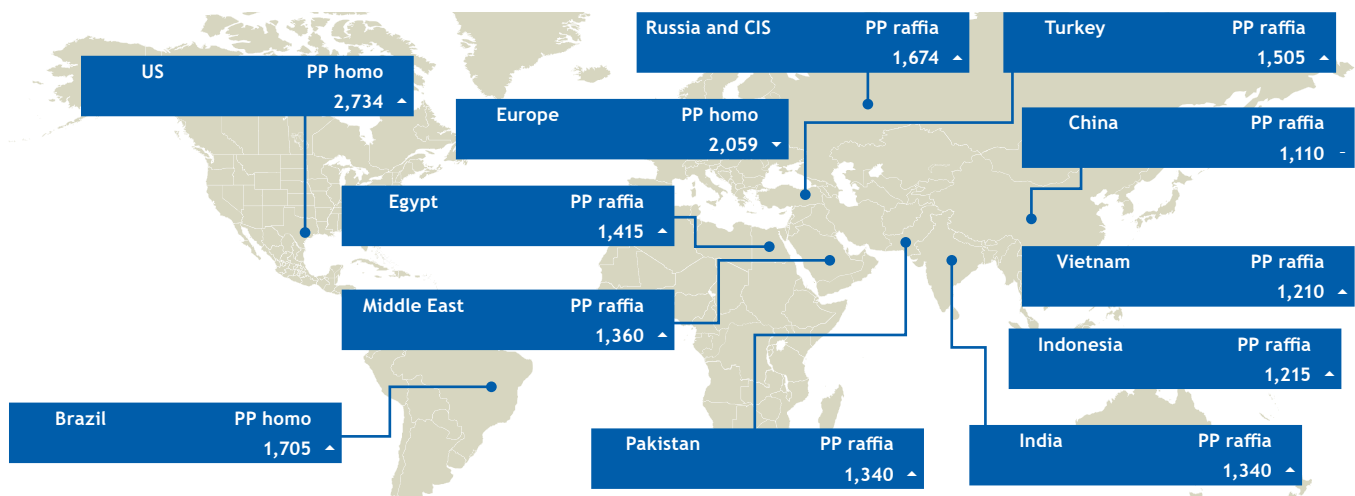 Russia and CIS PP raffia
1,674
Turkey PP raffia
1,505
US PP homo
2,734
Europe PP homo
2,059
China PP raffia
1,110 -
Egypt PP raffia
1,415
Vietnam PP raffia
1,210
Middle East PP raffia
1,360
Indonesia PP raffia
1,215
Brazil PP homo
1,705
Pakistan PP raffia
1,340
India PP raffia
1,340